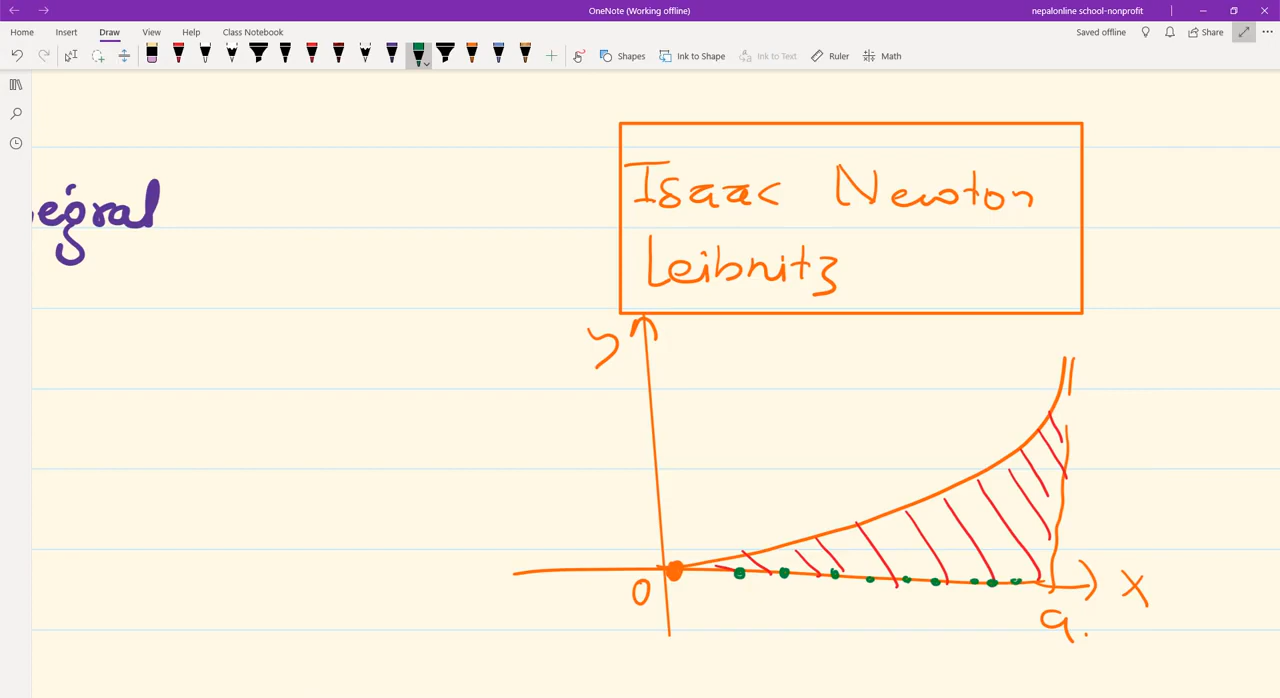 OneNote (Working offline)
nepalonline school-nonprofit
Home Insert Draw View Help Class Notebook
Saved offline Share
Shapes Ink to Shape Ink to Text Ruler Math
egral
Isaac Newton
Leibnitz
y
0
x
a.